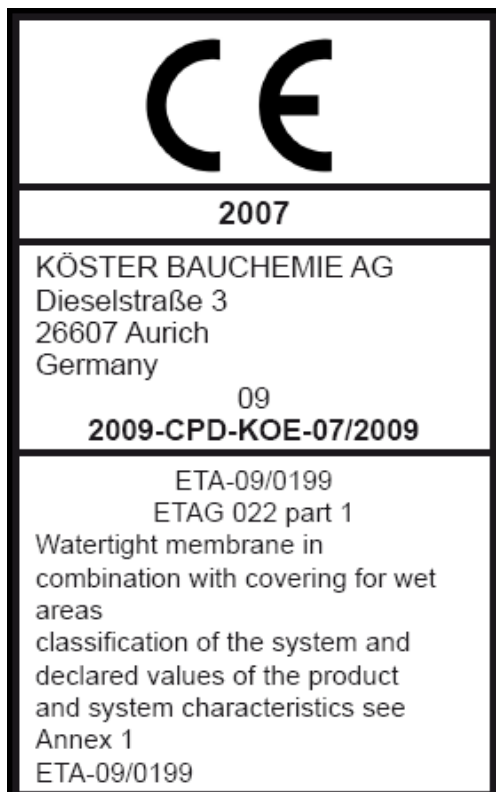 CE
2007
KÖSTER BAUCHEMIE AG
Dieselstraße 3
26607 Aurich
Germany
09
2009-CPD-KOE-07/2009
ETA-09/0199
ETAG 022 part 1
Watertight membrane in
combination with covering for wet
areas
classification of the system and
declared values of the product
and system characteristics see
Annex 1
ETA-09/0199